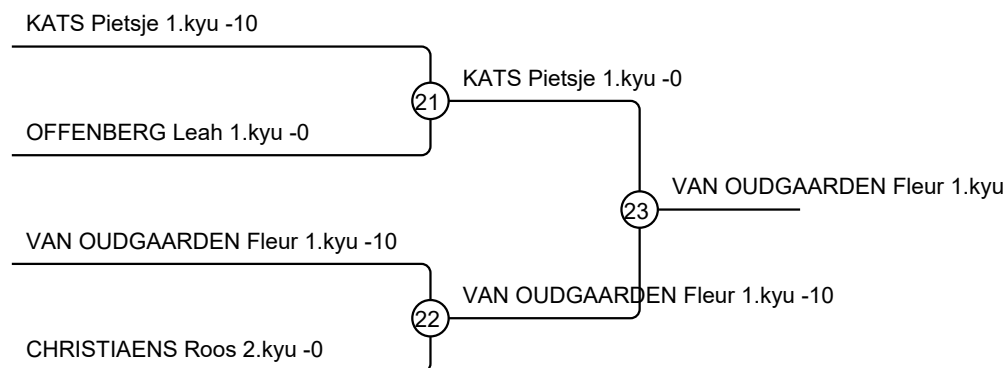 KATS Pietsje 1.kyu -10
KATS Pietsje 1.kyu -0
21
OFFENBERG Leah 1.kyu -0
VAN OUDGAARDEN Fleur 1.kyu
23
VAN OUDGAARDEN Fleur 1.kyu -10
VAN OUDGAARDEN Fleur 1.kyu -10
22
CHRISTIAENS Roos 2.kyu -0